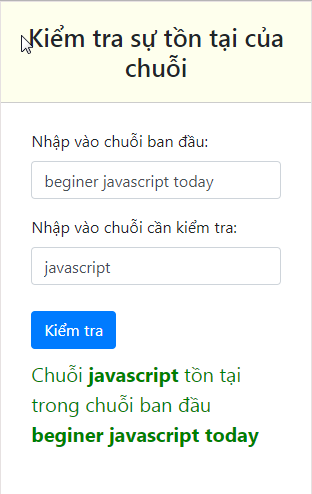 Kiểm tra sự tồn tại của
chuỗi
Nhập vào chuỗi ban đầu:
beginer javascript today
Nhập vào chuỗi cần kiểm tra:
javascript
Kiểm tra
Chuỗi javascript tồn tại
trong chuỗi ban đầu
beginer javascript today